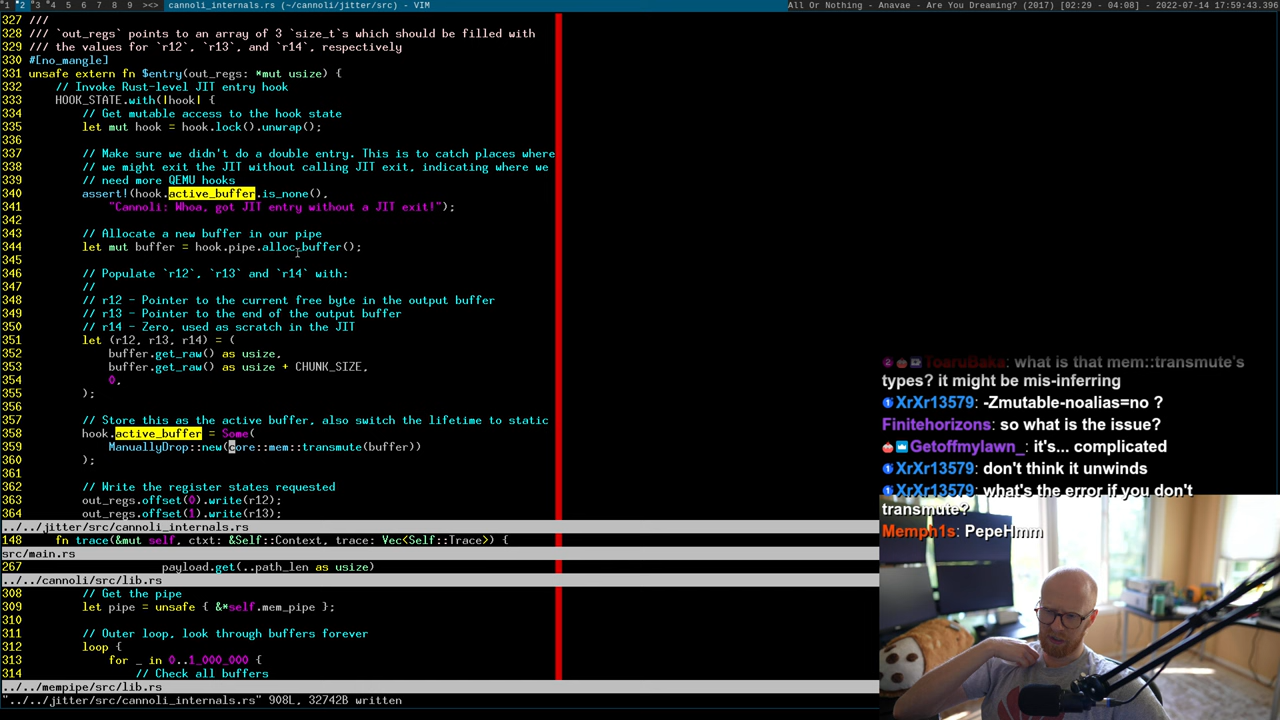 1 2 3 4 5 6 7 8 9 ><> cannoli_internals.rs (~/cannoli/jitter/src) - VIM All Or Nothing - Anavae - Are You Dreaming? (2017) [02:29 - 04:08] - 2022-07-14 17:59:43.396
327 ///
328 /// `out_regs` points to an array of 3 `size_t`s which should be filled with
329 /// the values for `r12`, `r13`, and `r14`, respectively
330 #[no_mangle]
331 unsafe extern fn $entry(out_regs: *mut usize) {
332 // Invoke Rust-level JIT entry hook
333 HOOK_STATE.with(|hook| {
334 // Get mutable access to the hook state
335 let mut hook = hook.lock().unwrap();
336
337 // Make sure we didn't do a double entry. This is to catch places where
338 // we might exit the JIT without calling JIT exit, indicating where we
339 // need more QEMU hooks
340 assert!(hook.active_buffer.is_none(),
341 "Cannoli: Whoa, got JIT entry without a JIT exit!");
342
343 // Allocate a new buffer in our pipe
344 let mut buffer = hook.pipe.alloc_buffer();
345
346 // Populate `r12`, `r13` and `r14` with:
347 //
348 // r12 - Pointer to the current free byte in the output buffer
349 // r13 - Pointer to the end of the output buffer
350 // r14 - Zero, used as scratch in the JIT
351 let (r12, r13, r14) = (
352 buffer.get_raw() as usize,
353 buffer.get_raw() as usize + CHUNK_SIZE,
354 0,
355 );
356
357 // Store this as the active buffer, also switch the lifetime to static
358 hook.active_buffer = Some(
359 ManuallyDrop::new(core::mem::transmute(buffer))
360 );
361
362 // Write the register states requested
363 out_regs.offset(0).write(r12);
364 out_regs.offset(1).write(r13);
../../jitter/src/cannoli_internals.rs
148 fn trace(&mut self, ctxt: &Self::Context, trace: Vec<Self::Trace>) {
src/main.rs
267 payload.get(..path_len as usize)
../../cannoli/src/lib.rs
308 // Get the pipe
309 let pipe = unsafe { &*self.mem_pipe };
310
311 // Outer loop, look through buffers forever
312 loop {
313 for _ in 0..1_000_000 {
314 // Check all buffers
../../mempipe/src/lib.rs
"../../jitter/src/cannoli_internals.rs" 908L, 32742B written
ToaruBaka: what is that mem::transmute's
types? it might be mis-inferring
XrXr13579: -Zmutable-noalias=no ?
Finitehorizons: so what is the issue?
Getoffmylawn_: it's... complicated
XrXr13579: don't think it unwinds
XrXr13579: what's the error if you don't
transmute?
Memph1s: PepeHmm